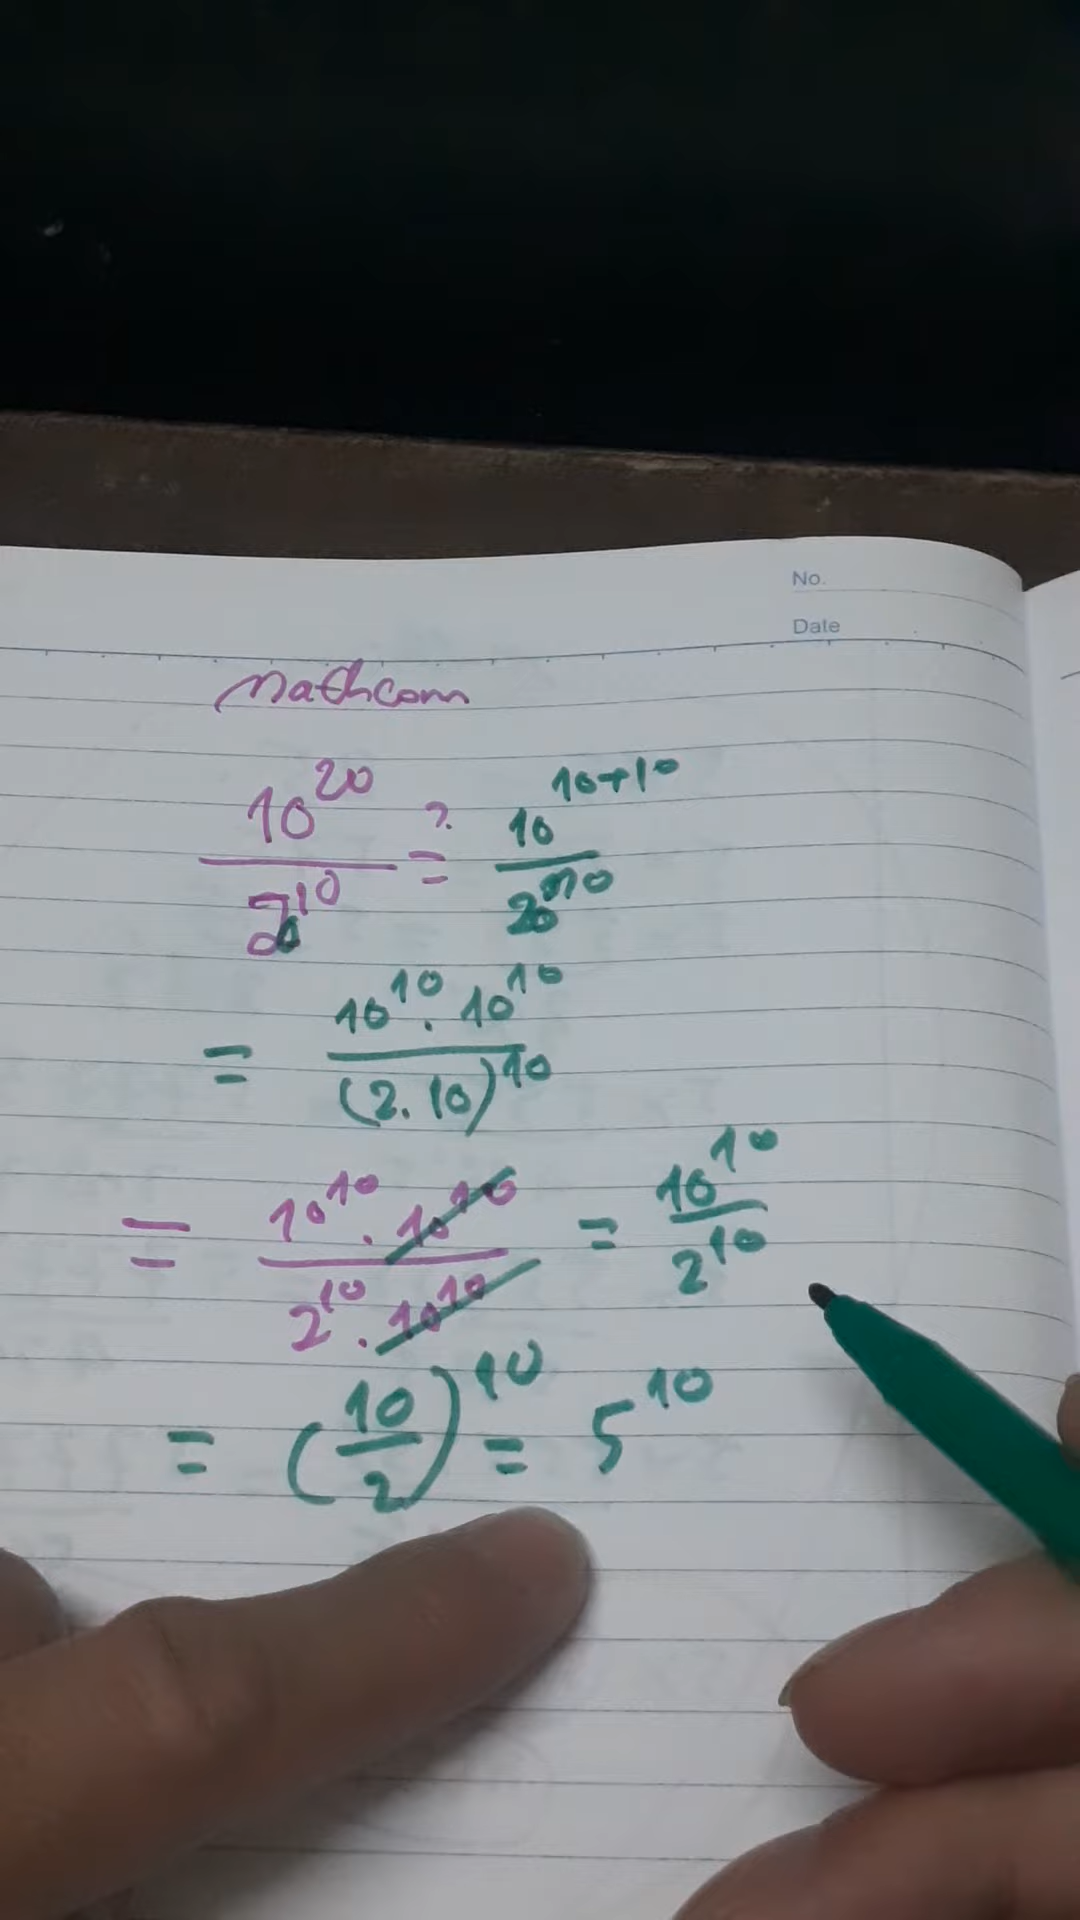 No.
Date
Mathcom
10^20 / 20^10 =? 10^(10+10) / 20^10
= 10^10 . 10^10 / (2.10)^10
= 10^10 . 10^10 / 2^10 . 10^10 = 10^10 / 2^10
= (10/2)^10 = 5^10